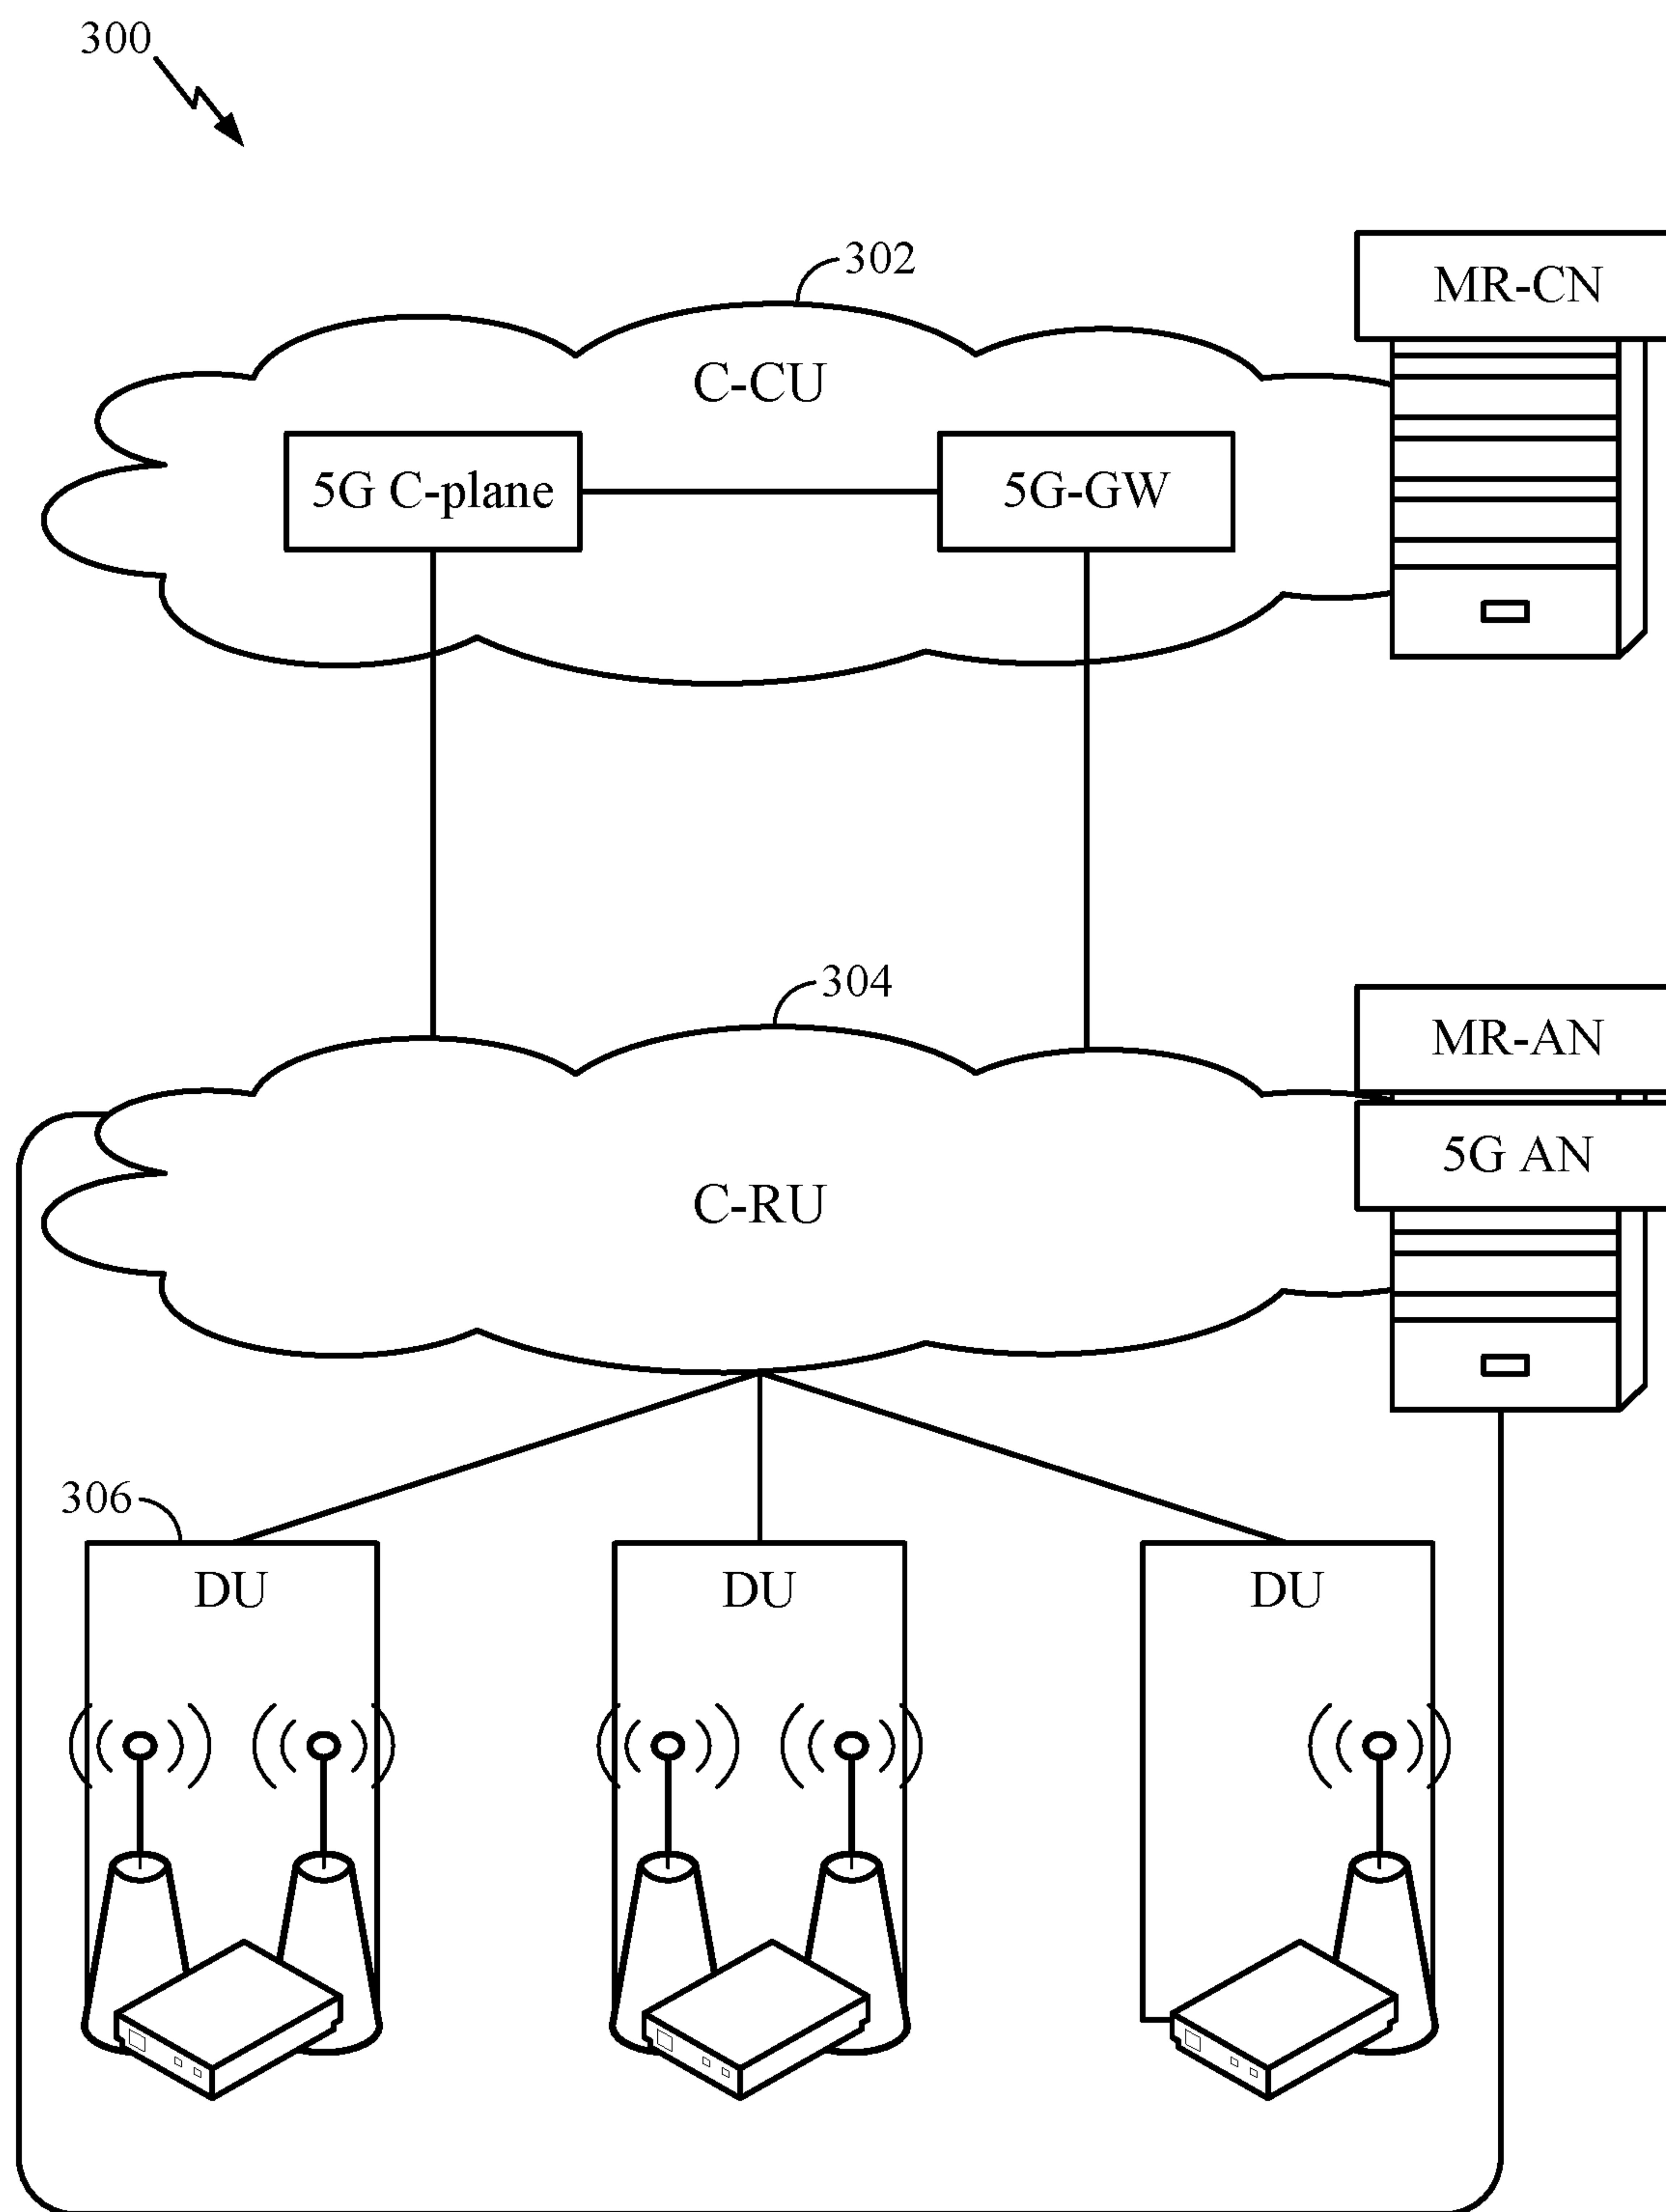 300
302
MR-CN
C-CU
5G C-plane
5G-GW
304
MR-AN
5G AN
C-RU
306
DU
DU
DU